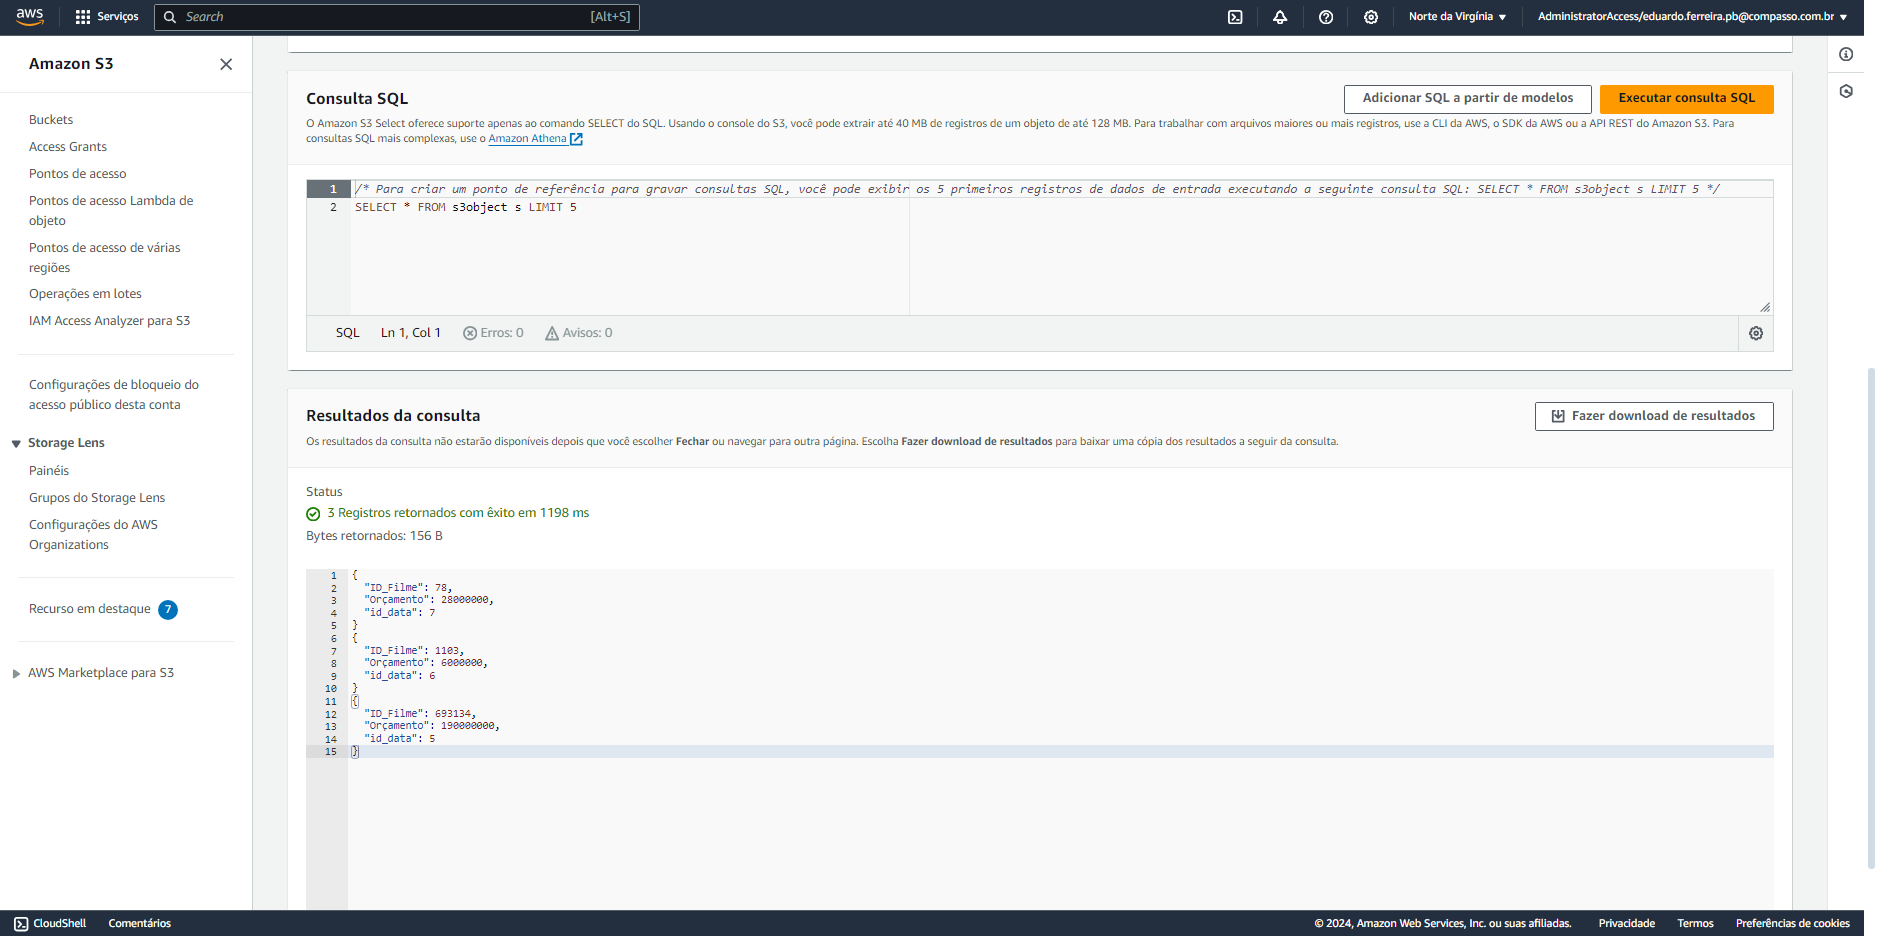 aws
Serviços
Search
[Alt+S]
Norte da Virgínia
AdministratorAccess/eduardo.ferreira.pb@compasso.com.br
Amazon S3
Buckets
Access Grants
Pontos de acesso
Pontos de acesso Lambda de
objeto
Pontos de acesso de várias
regiões
Operações em lotes
IAM Access Analyzer para S3
Configurações de bloqueio do
acesso público desta conta
Storage Lens
Painéis
Grupos do Storage Lens
Configurações do AWS
Organizations
Recurso em destaque 7
AWS Marketplace para S3
Consulta SQL
Adicionar SQL a partir de modelos
Executar consulta SQL
O Amazon S3 Select oferece suporte apenas ao comando SELECT do SQL. Usando o console do S3, você pode extrair até 40 MB de registros de um objeto de até 128 MB. Para trabalhar com arquivos maiores ou mais registros, use a CLI da AWS, o SDK da AWS ou a API REST do Amazon S3. Para
consultas SQL mais complexas, use o Amazon Athena
1 /* Para criar um ponto de referência para gravar consultas SQL, você pode exibir os 5 primeiros registros de dados de entrada executando a seguinte consulta SQL: SELECT * FROM s3object s LIMIT 5 */
2 SELECT * FROM s3object s LIMIT 5
SQL Ln 1, Col 1 Erros: 0 Avisos: 0
Resultados da consulta
Fazer download de resultados
Os resultados da consulta não estarão disponíveis depois que você escolher Fechar ou navegar para outra página. Escolha Fazer download de resultados para baixar uma cópia dos resultados a seguir da consulta.
Status
3 Registros retornados com êxito em 1198 ms
Bytes retornados: 156 B
1 {
2 "ID_Filme": 78,
3 "Orçamento": 28000000,
4 "id_data": 7
5 }
6 {
7 "ID_Filme": 1103,
8 "Orçamento": 6000000,
9 "id_data": 6
10 }
11 {
12 "ID_Filme": 693134,
13 "Orçamento": 190000000,
14 "id_data": 5
15 }
CloudShell
Comentários
© 2024, Amazon Web Services, Inc. ou suas afiliadas.
Privacidade
Termos
Preferências de cookies